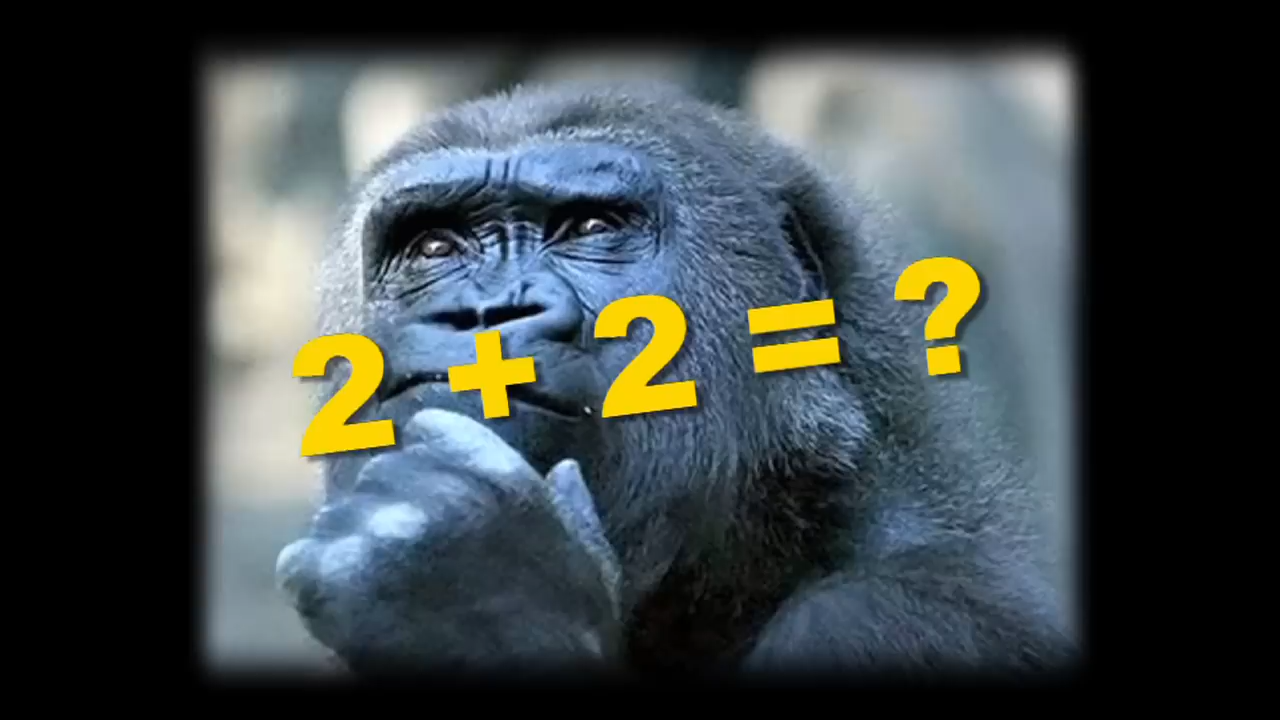 2 + 2 = ?